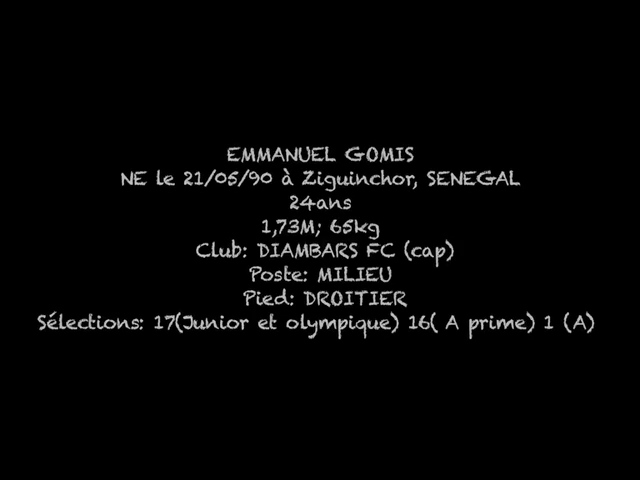 EMMANUEL GOMIS
NE le 21/05/90 à Ziguinchor, SENEGAL
24ans
1,73M; 65kg
Club: DIAMBARS FC (cap)
Poste: MILIEU
Pied: DROITIER
Sélections: 17(Junior et olympique) 16( A prime) 1 (A)